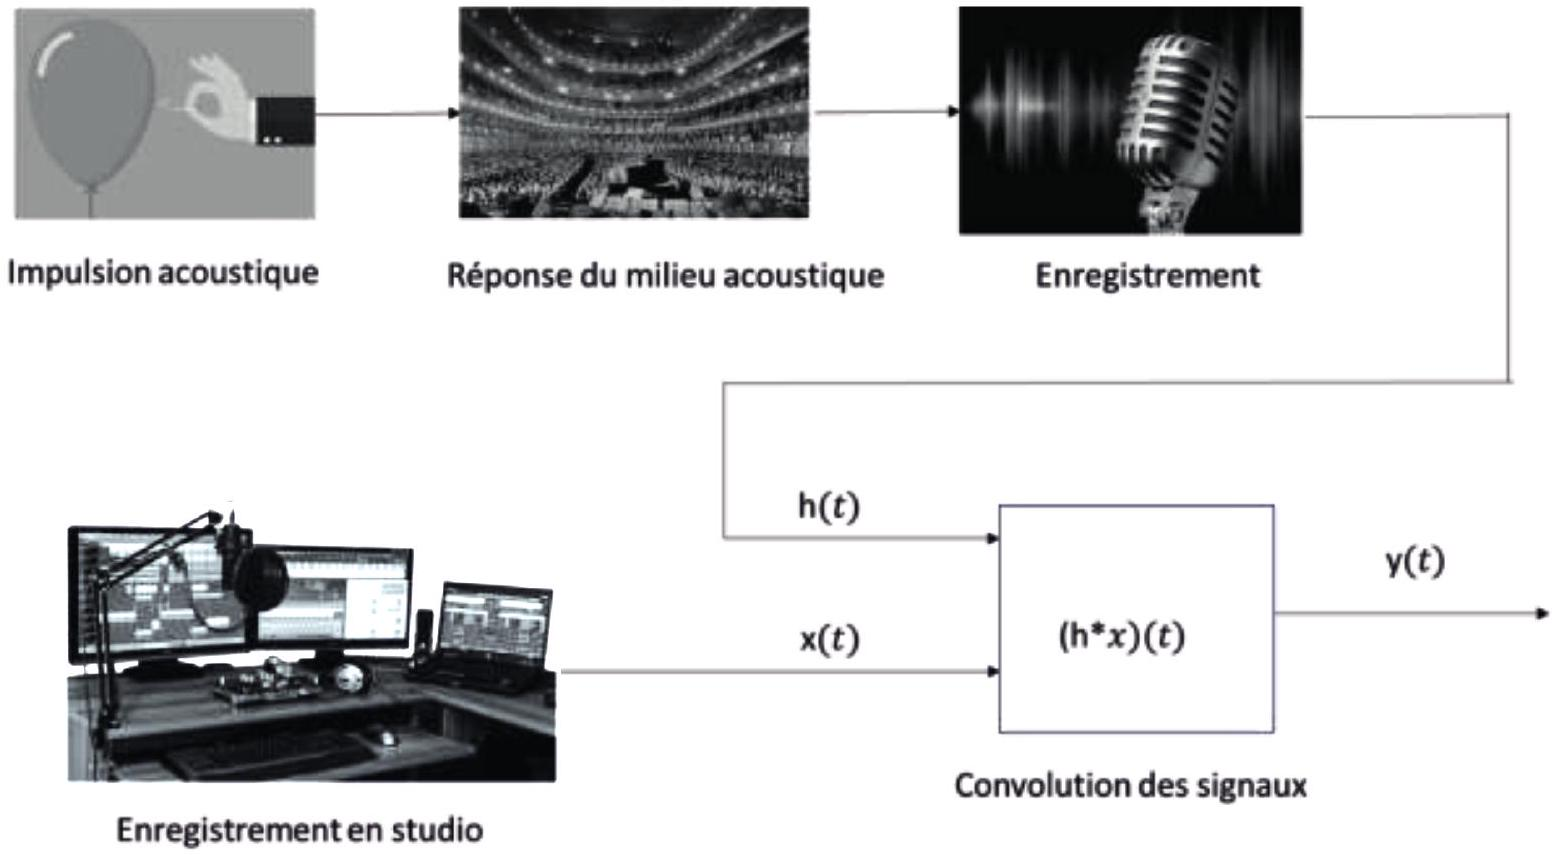 Impulsion acoustique
Réponse du milieu acoustique
Enregistrement
h(t)
x(t)
(h*x)(t)
y(t)
Convolution des signaux
Enregistrement en studio